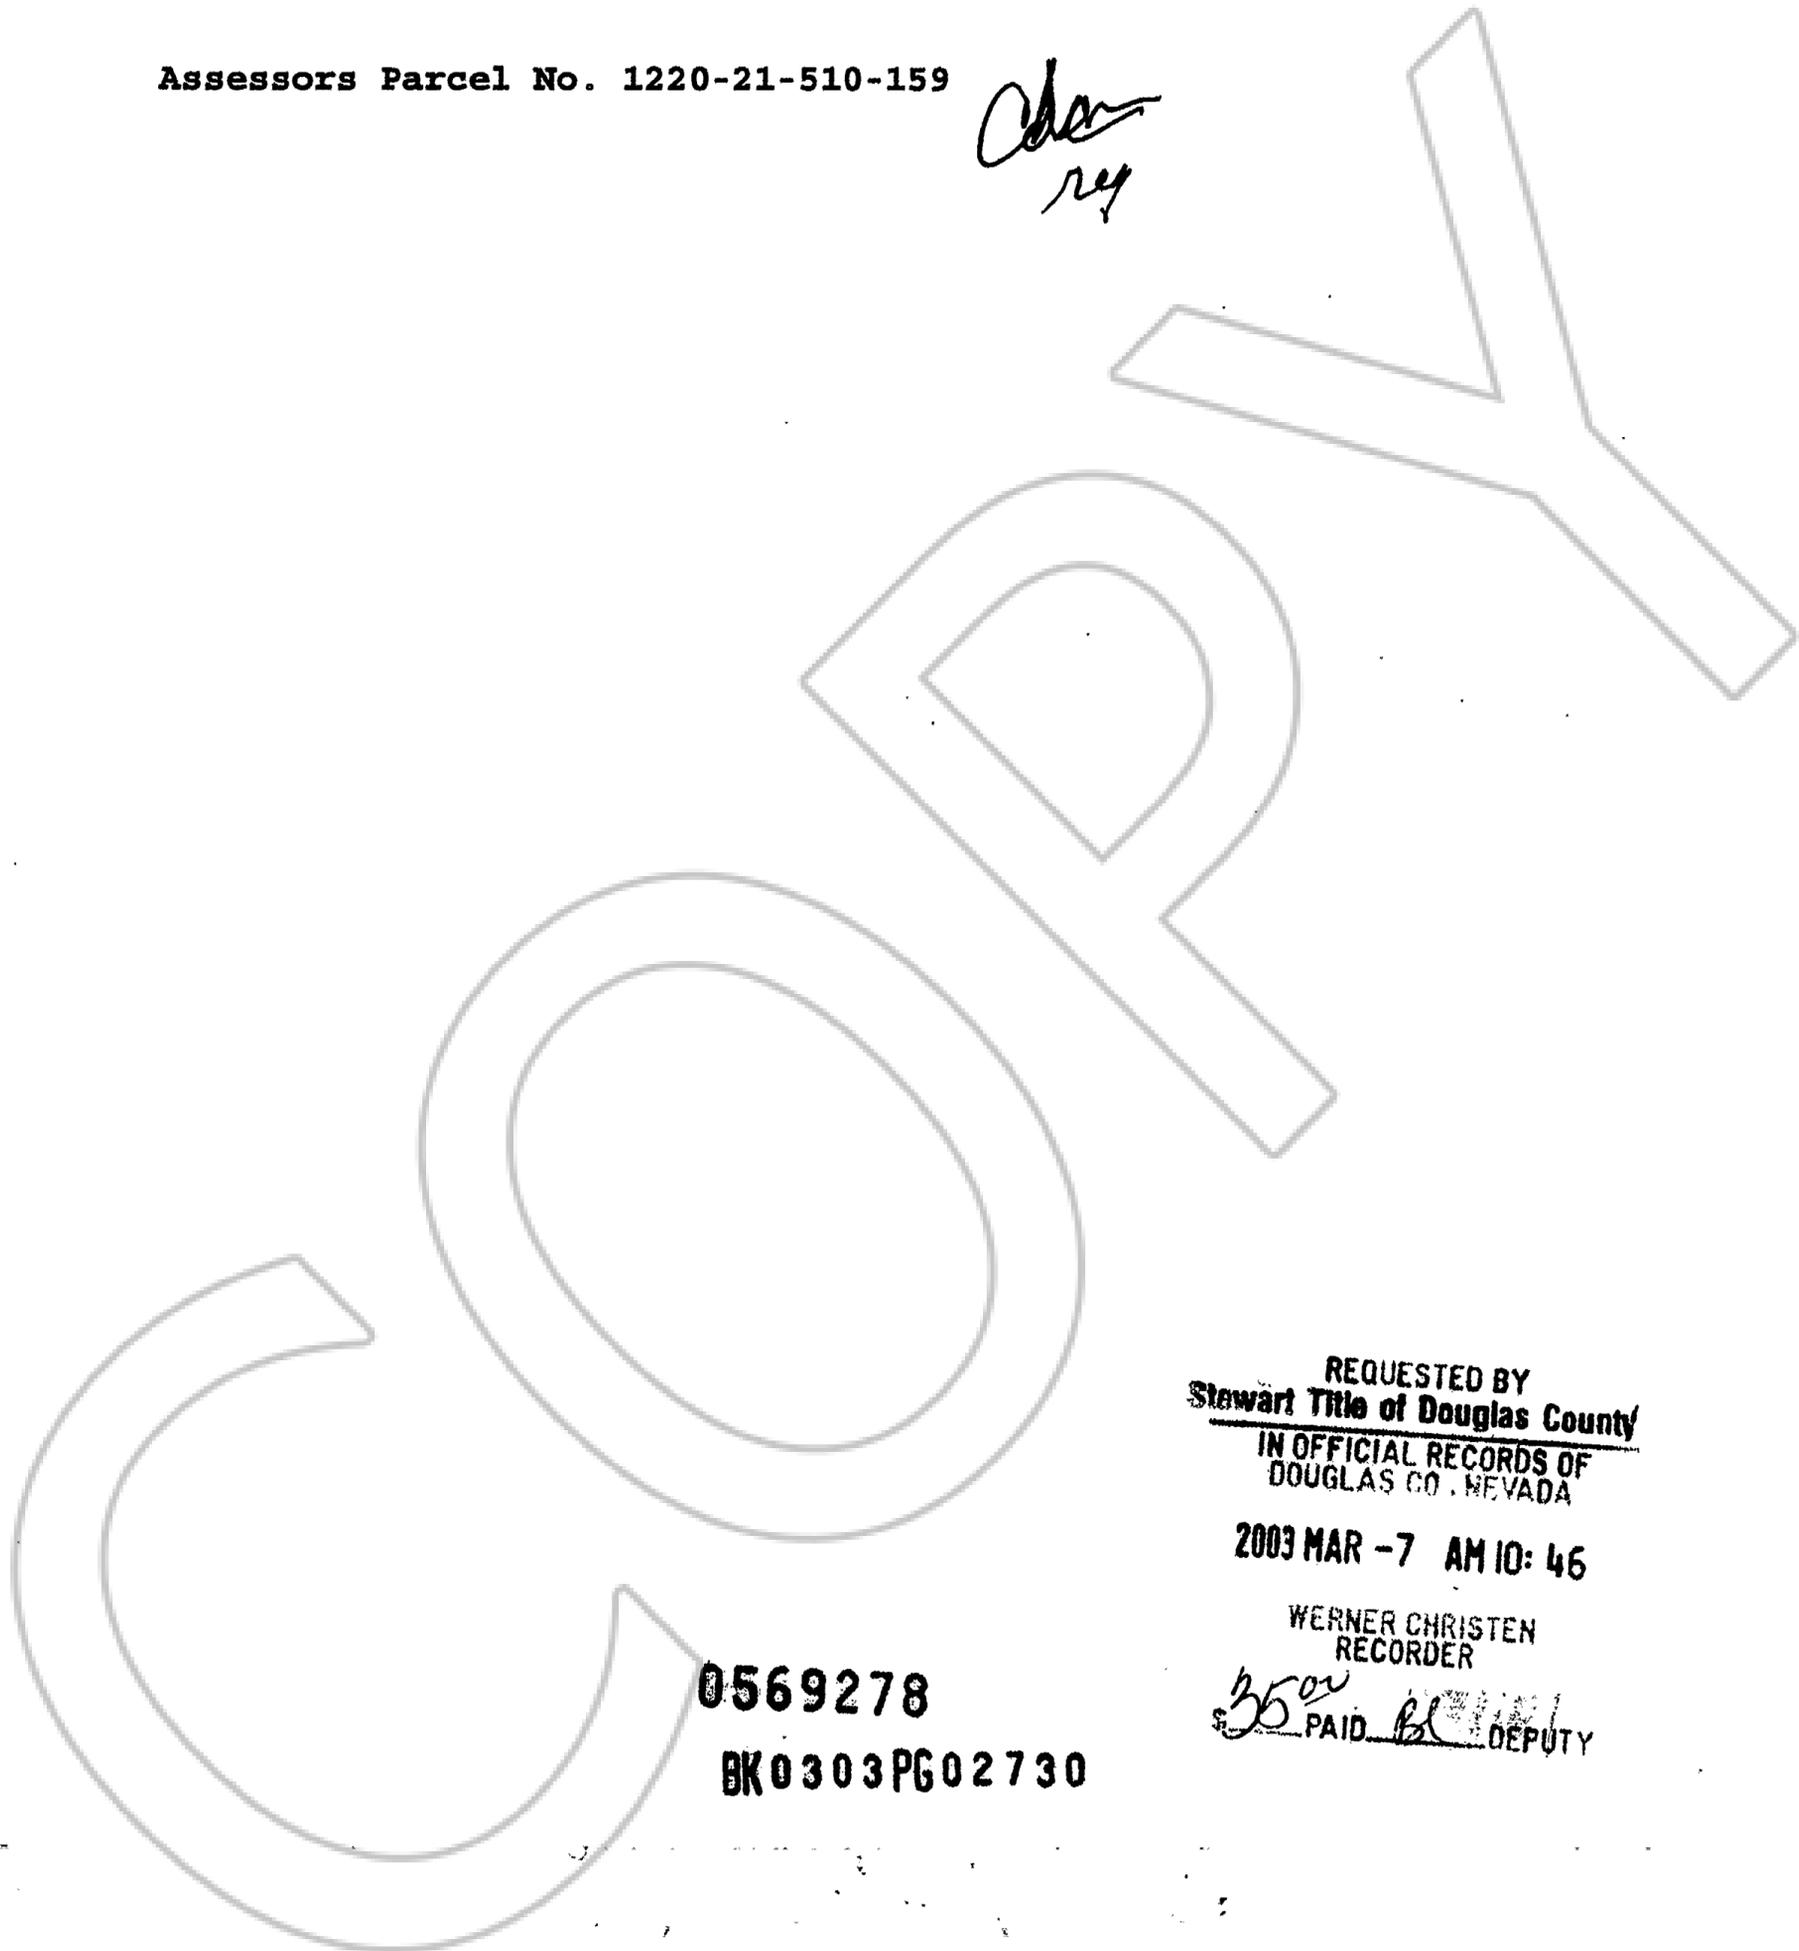 Assessors Parcel No. 1220-21-510-159
COPY
REQUESTED BY
Stewart Title of Douglas County
IN OFFICIAL RECORDS OF
DOUGLAS CO., NEVADA
2003 MAR -7 AM 10: 46
WERNER CHRISTEN
RECORDER
$ 35 00 PAID BC DEPUTY
0569278
BK0303PG02730